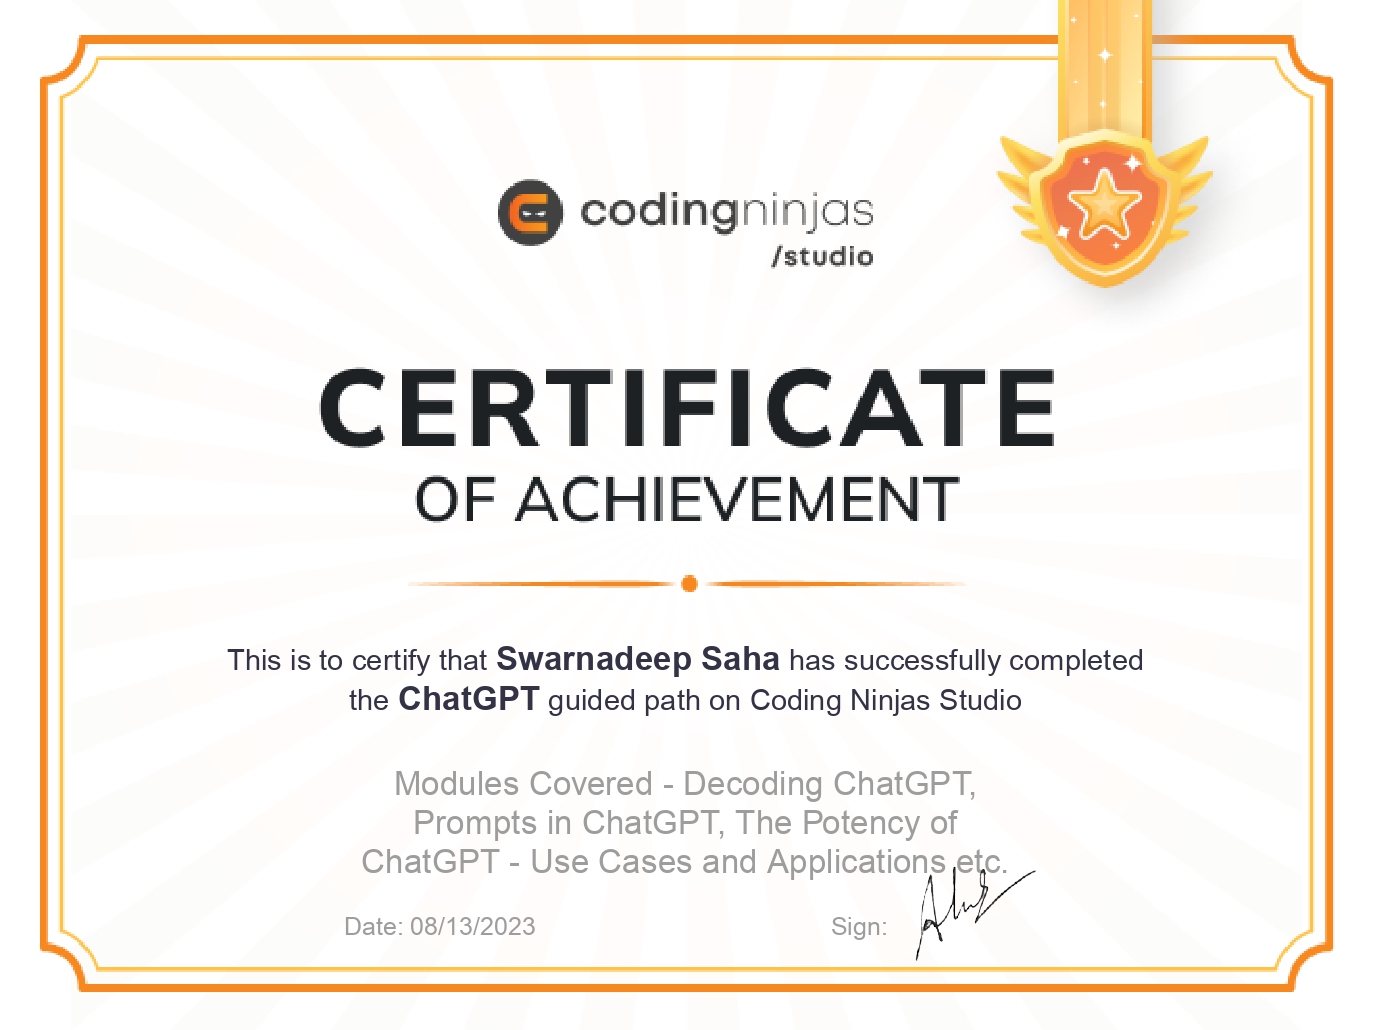 codingninjas
/studio
CERTIFICATE
OF ACHIEVEMENT
This is to certify that Swarnadeep Saha has successfully completed
the ChatGPT guided path on Coding Ninjas Studio
Modules Covered - Decoding ChatGPT,
Prompts in ChatGPT, The Potency of
ChatGPT - Use Cases and Applications etc.
Date: 08/13/2023
Sign: